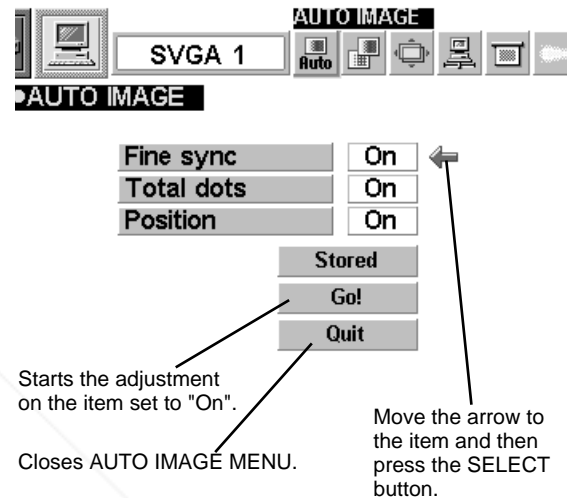 AUTO IMAGE
SVGA 1
Auto
●AUTO IMAGE
Fine sync On
Total dots On
Position On
Stored
Go!
Quit
Starts the adjustment
on the item set to "On".
Closes AUTO IMAGE MENU.
Move the arrow to
the item and then
press the SELECT
button.